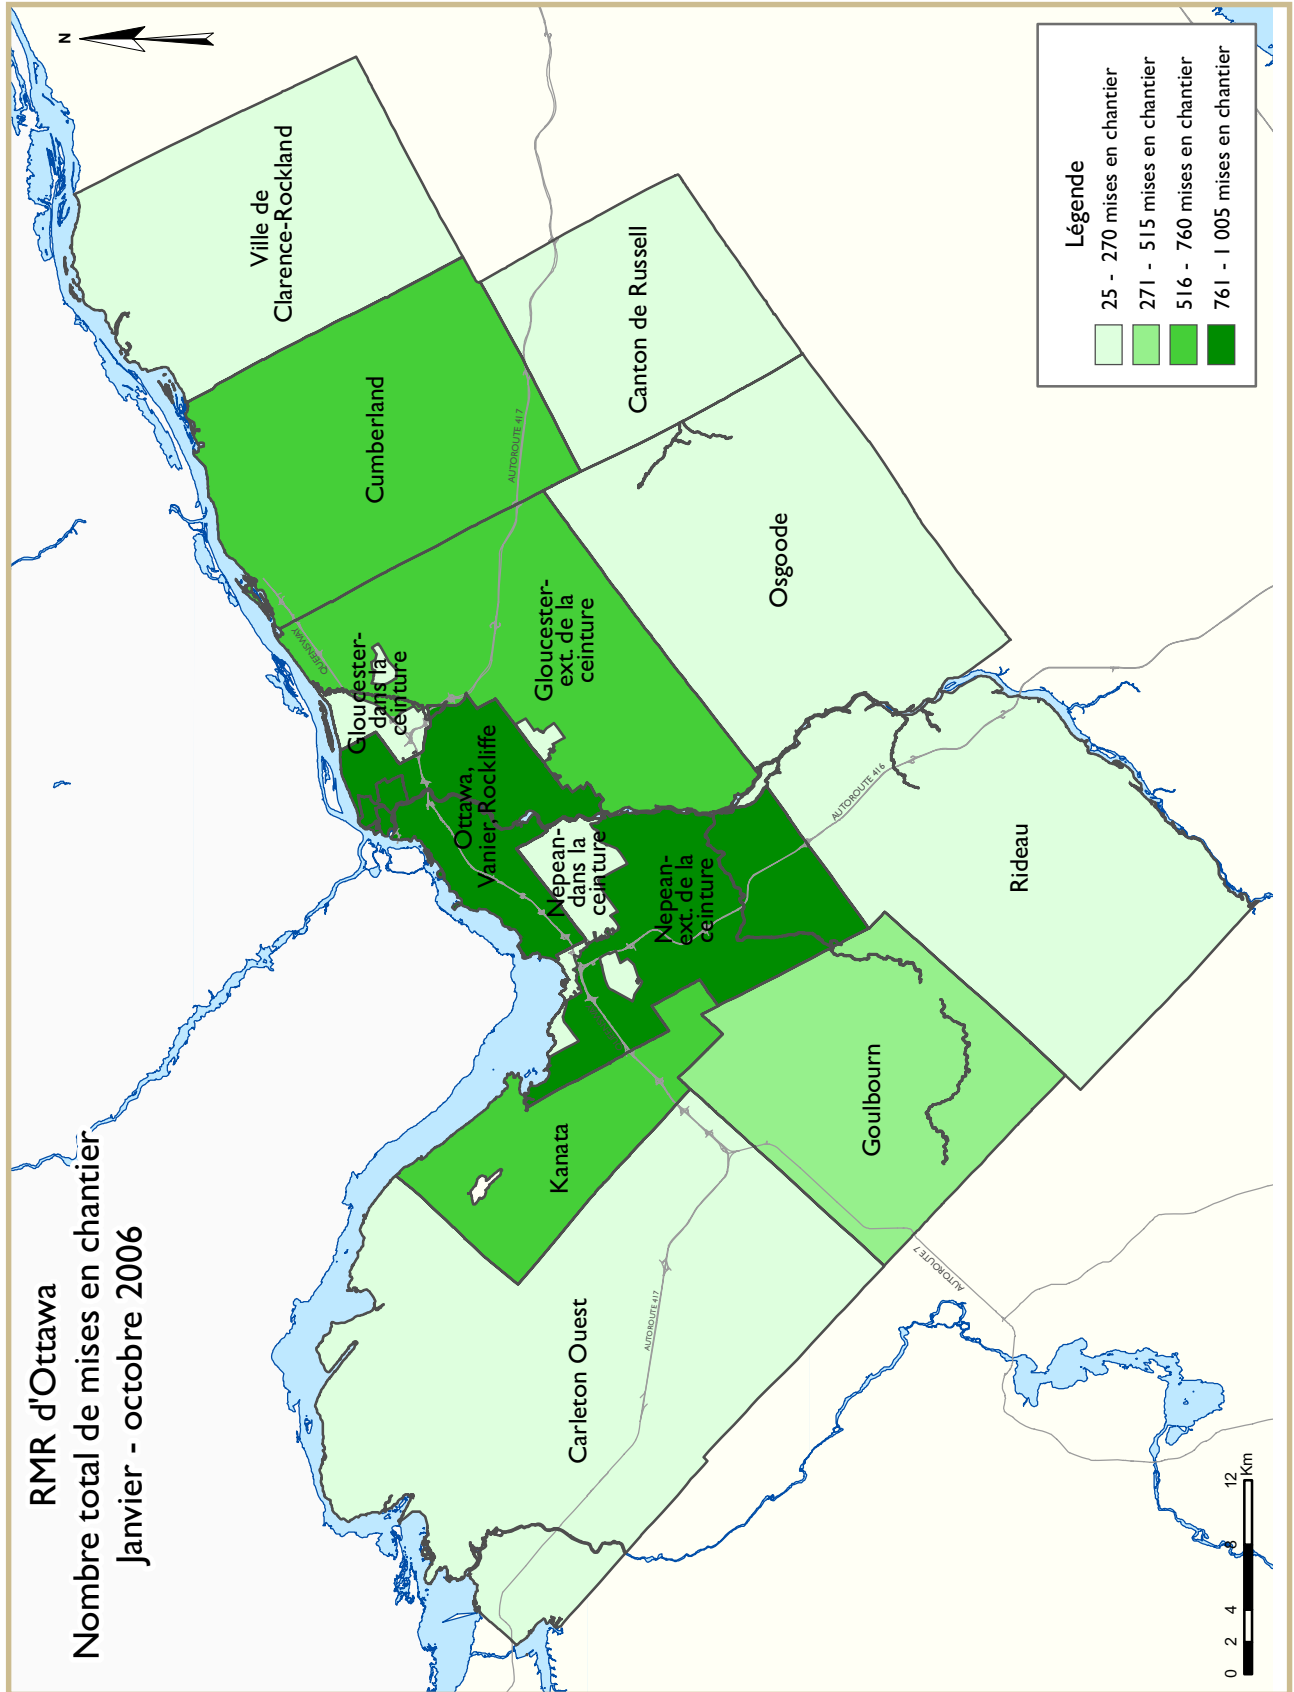 RMR d'Ottawa
Nombre total de mises en chantier
Janvier - octobre 2006
N
Ville de
Clarence-Rockland
Cumberland
Canton de Russell
Osgoode
Gloucester-
dans la
ceinture
Gloucester-
ext. de la
ceinture
Ottawa,
Vanier, Rockliffe
Nepean-
dans la
ceinture
Nepean-
ext. de la
ceinture
Rideau
Kanata
Goulbourn
Carleton Ouest
QUEENSWAY
AUTOROUTE 417
AUTOROUTE 416
AUTOROUTE 417
AUTOROUTE 7
Légende
25 - 270 mises en chantier
271 - 515 mises en chantier
516 - 760 mises en chantier
761 - 1 005 mises en chantier
0 2 4 8 12
Km